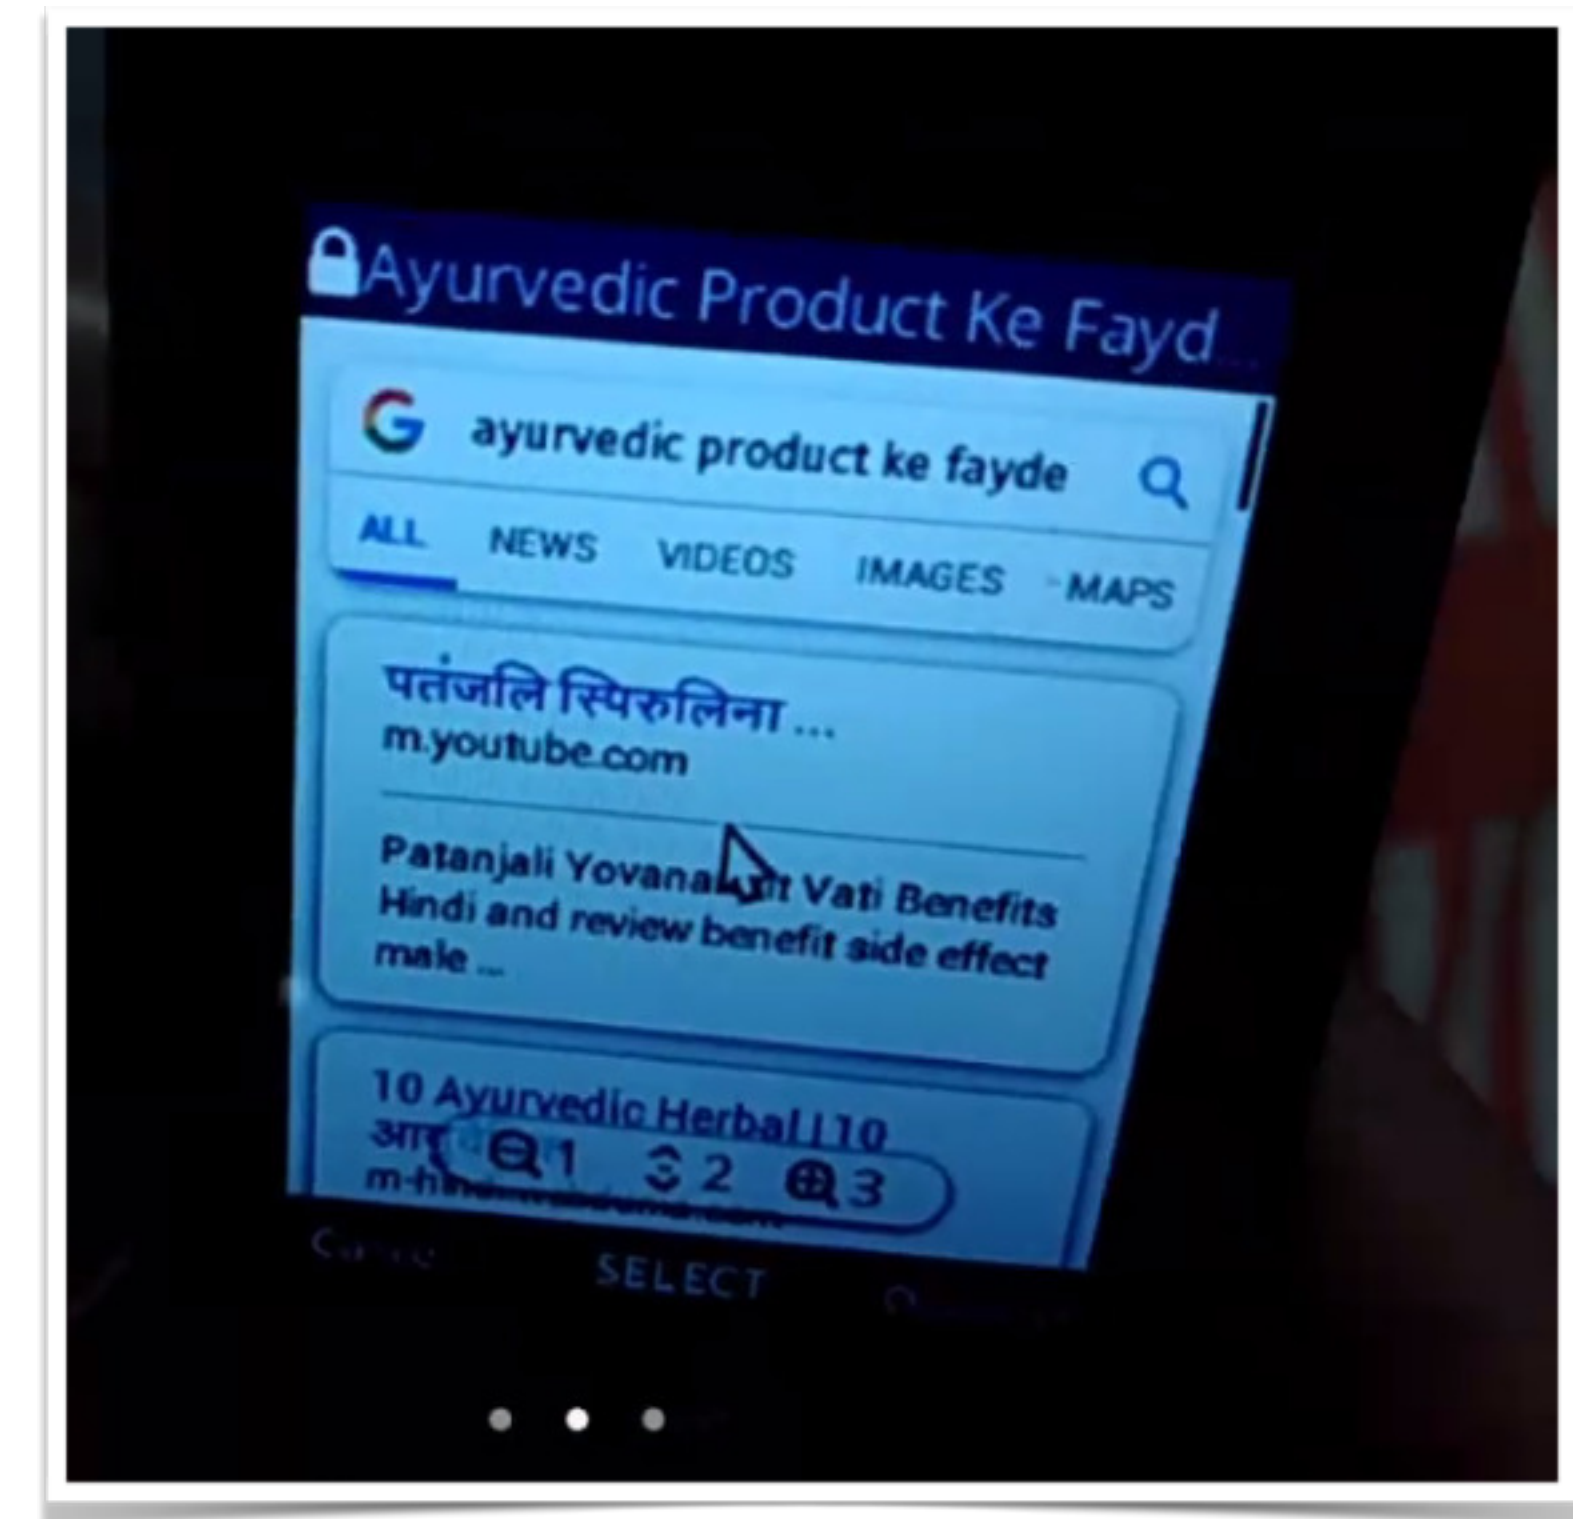 Ayurvedic Product Ke Fayd...
ayurvedic product ke fayde
ALL NEWS VIDEOS IMAGES MAPS
पतंजलि स्पिरुलिना ...
m.youtube.com
Patanjali Vati Benefits
Hindi and review benefit side effect
male ...
10 Ayurvedic Herbal | 10
1 2 3
SELECT